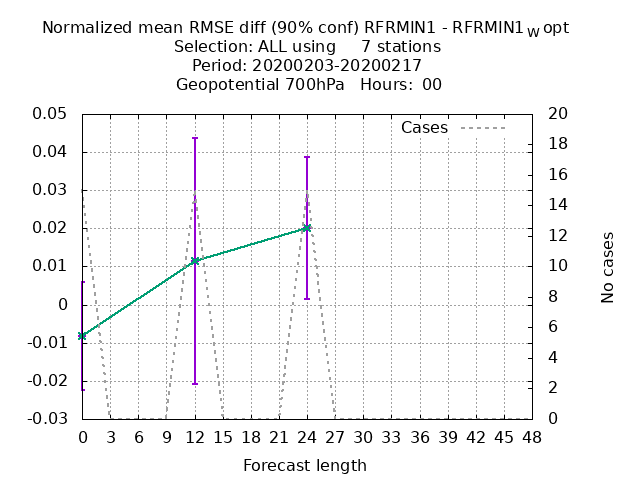 Normalized mean RMSE diff (90% conf) RFRMIN1 - RFRMIN1W opt
Selection: ALL using 7 stations
Period: 20200203-20200217
Geopotential 700hPa Hours: 00
0.05
0.04
0.03
0.02
0.01
0
-0.01
-0.02
-0.03
Cases
20
18
16
14
12
10
8
6
4
2
0
No cases
0 3 6 9 12 15 18 21 24 27 30 33 36 39 42 45 48
Forecast length